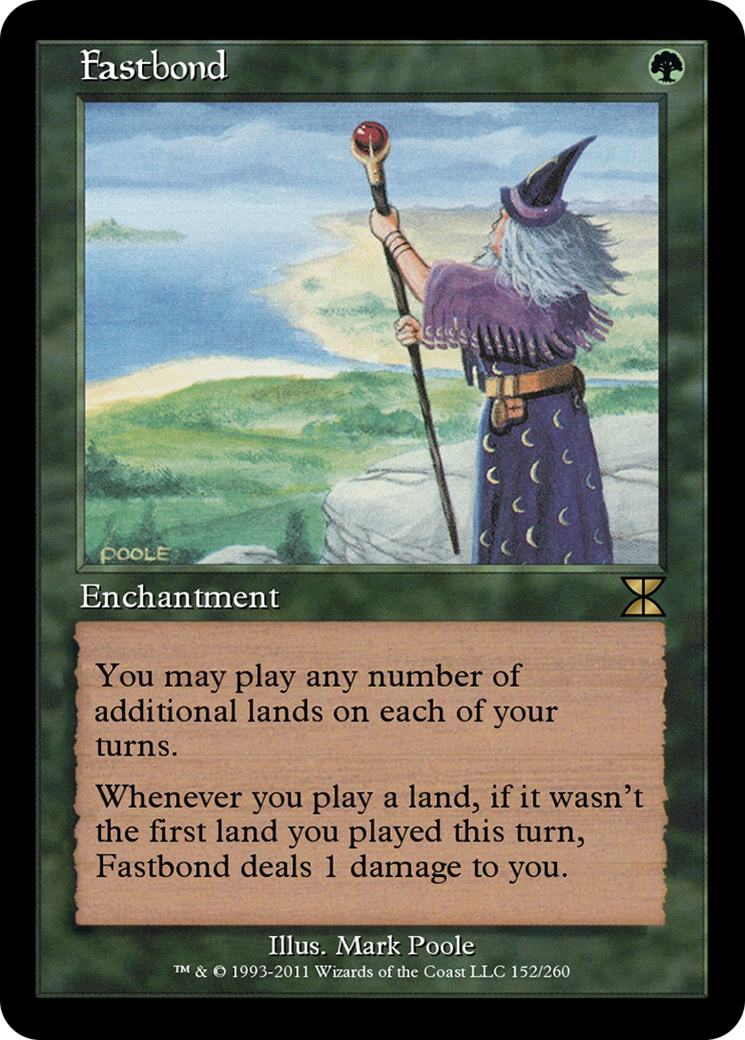 Fastbond
POOLE
Enchantment
You may play any number of
additional lands on each of your
turns.
Whenever you play a land, if it wasn't
the first land you played this turn,
Fastbond deals 1 damage to you.
Illus. Mark Poole
™ & © 1993-2011 Wizards of the Coast LLC 152/260